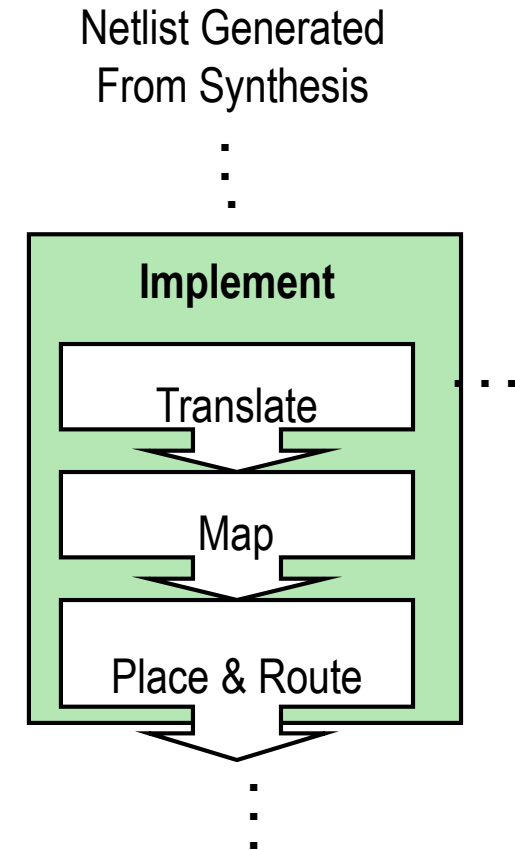 Netlist Generated
From Synthesis
.
.
.
Implement
. . .
Translate
Map
Place & Route
.
.
.